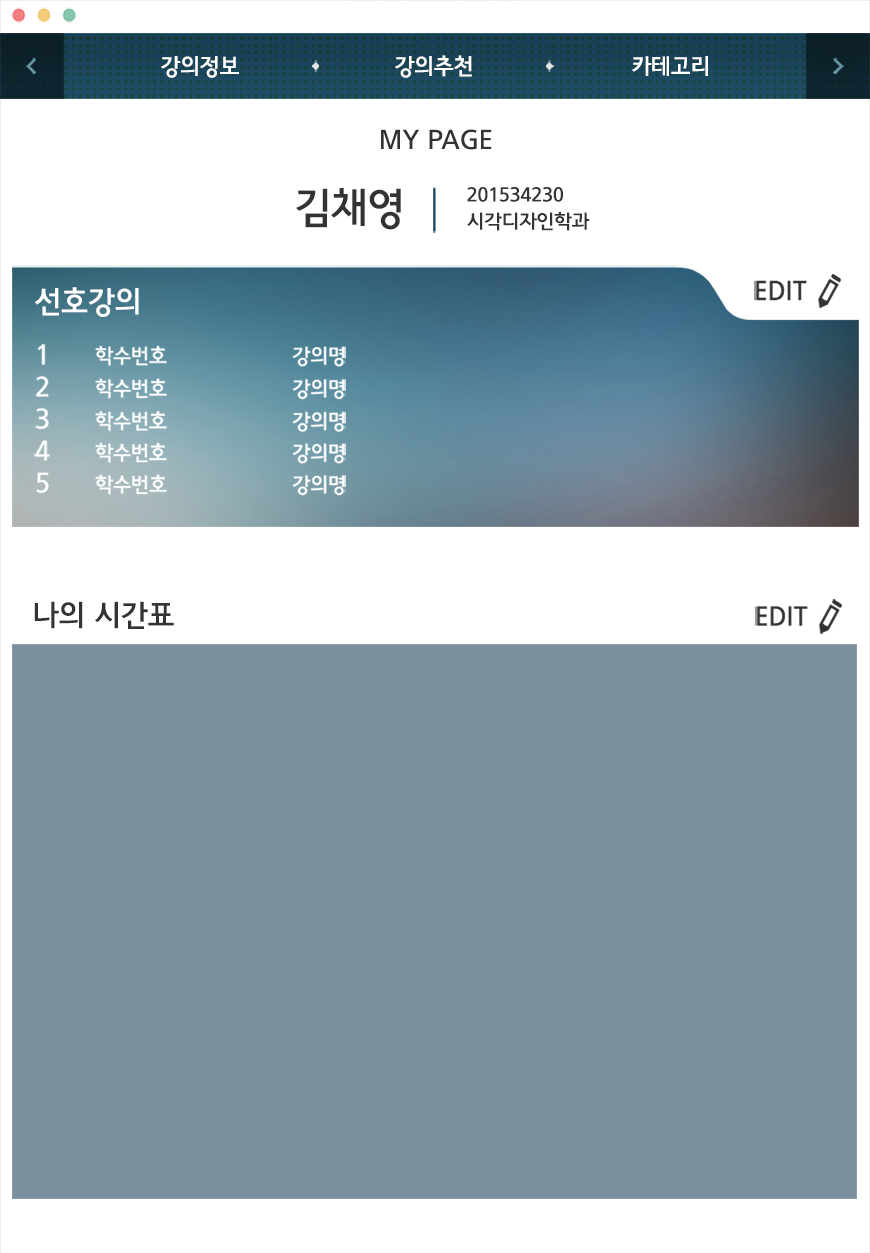 강의정보 강의추천 카테고리
MY PAGE
김채영
201534230
시각디자인학과
선호강의
EDIT
1 학수번호 강의명
2 학수번호 강의명
3 학수번호 강의명
4 학수번호 강의명
5 학수번호 강의명
나의 시간표
EDIT